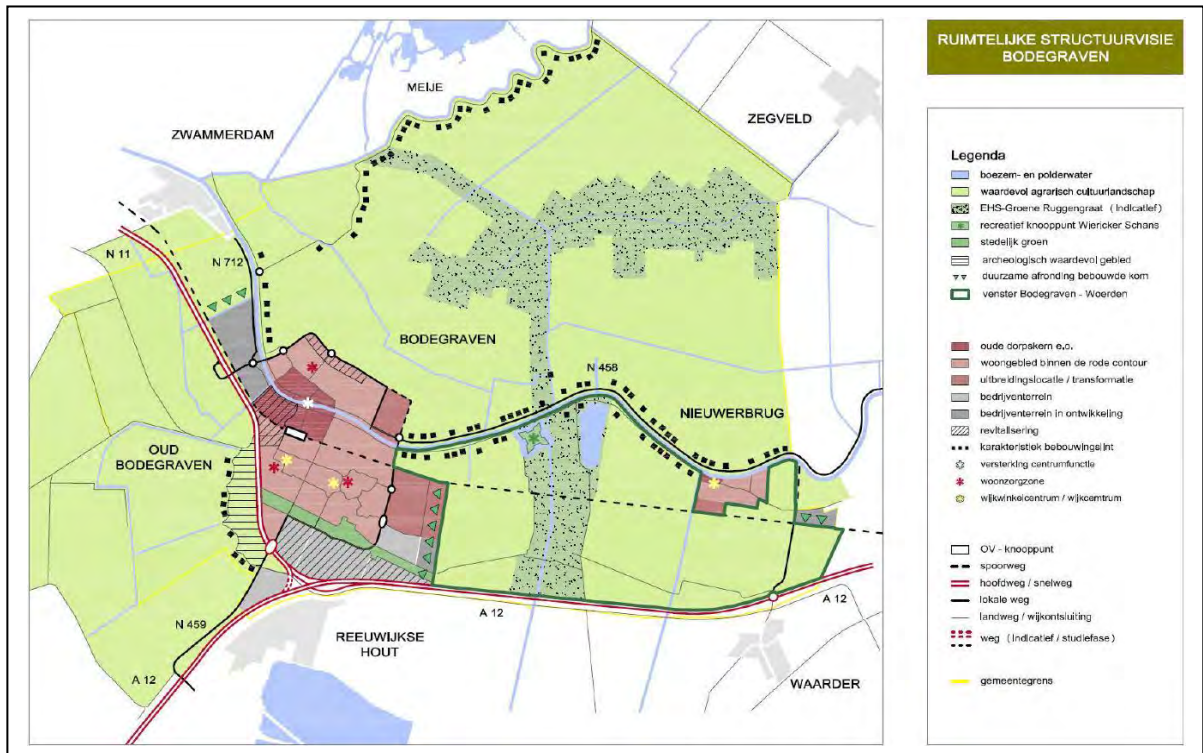 RUIMTELIJKE STRUCTUURVISIE
BODEGRAVEN
MEIJE
ZWAMMERDAM
ZEGVELD
N 11
N 712
BODEGRAVEN
N 458
NIEUWERBRUG
OUD
BODEGRAVEN
A 12
A 12
N 459
REEUWIJKSE
HOUT
A 12
WAARDER
Legenda
boezem- en polderwater
waardevol agrarisch cultuurlandschap
EHS-Groene Ruggengraat (Indicatief)
recreatief knooppunt Wiericker Schans
stedelijk groen
archeologisch waardevol gebied
duurzame afronding bebouwde kom
venster Bodegraven - Woerden
oude dorpskern e.o.
woongebied binnen de rode contour
uitbreidingslocatie / transformatie
bedrijventerrein
bedrijventerrein in ontwikkeling
revitalisering
karakteristiek bebouwingslint
versterking centrumfunctie
woonzorgzone
wijkwinkelcentrum / wijkcemtrum
OV - knooppunt
spoorweg
hoofdweg / snelweg
lokale weg
landweg / wijkontsluiting
weg (Indicatief / studiefase)
gemeentegrens